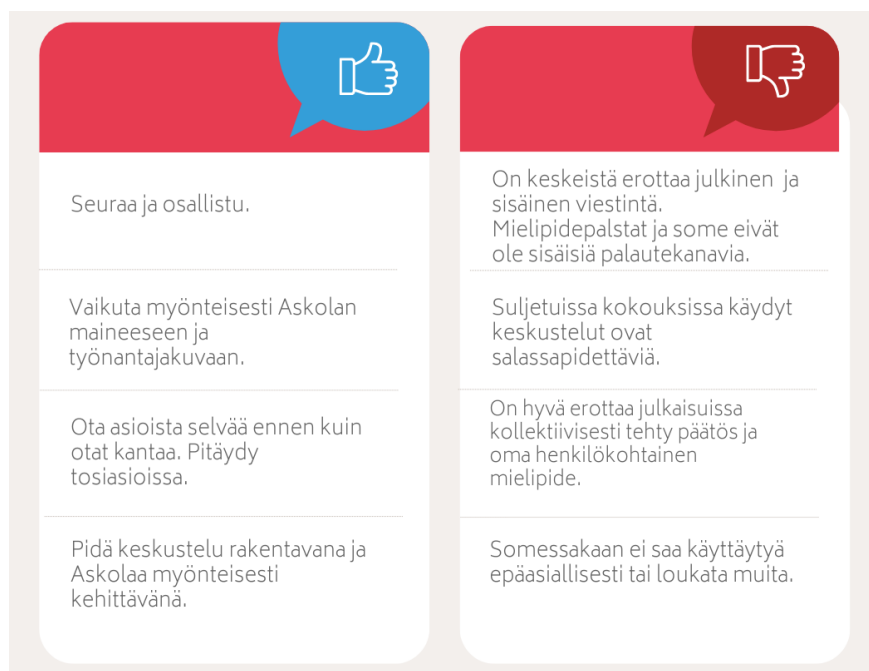 Seuraa ja osallistu.
Vaikuta myönteisesti Askolan
maineeseen ja
työnantajakuvaan.
Ota asioista selvää ennen kuin
otat kantaa. Pitäydy
tosiasioissa.
Pidä keskustelu rakentavana ja
Askolaa myönteisesti
kehittävänä.
On keskeistä erottaa julkinen ja
sisäinen viestintä.
Mielipidepalstat ja some eivät
ole sisäisiä palautekanavia.
Suljetuissa kokouksissa käydyt
keskustelut ovat
salassapidettäviä.
On hyvä erottaa julkaisuissa
kollektiivisesti tehty päätös ja
oma henkilökohtainen
mielipide.
Somessakaan ei saa käyttäytyä
epäasiallisesti tai loukata muita.